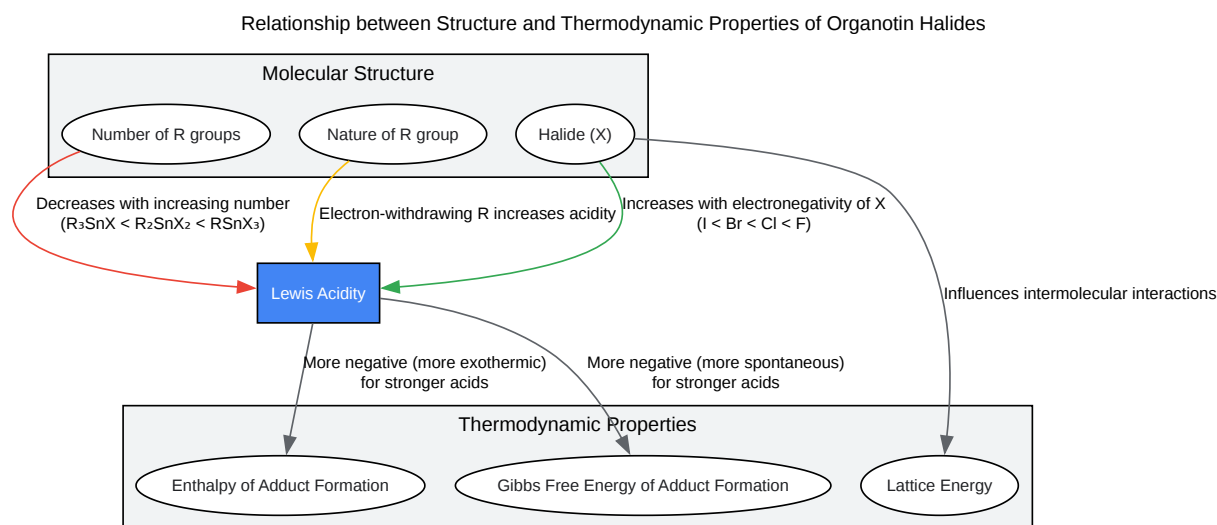 Relationship between Structure and Thermodynamic Properties of Organotin Halides
Molecular Structure
Number of R groups
Nature of R group
Halide (X)
Decreases with increasing number
(R₃SnX < R₂SnX₂ < RSnX₃)
Electron-withdrawing R increases acidity
Increases with electronegativity of X
(I < Br < Cl < F)
Lewis Acidity
Influences intermolecular interactions
More negative (more exothermic)
for stronger acids
More negative (more spontaneous)
for stronger acids
Thermodynamic Properties
Enthalpy of Adduct Formation
Gibbs Free Energy of Adduct Formation
Lattice Energy